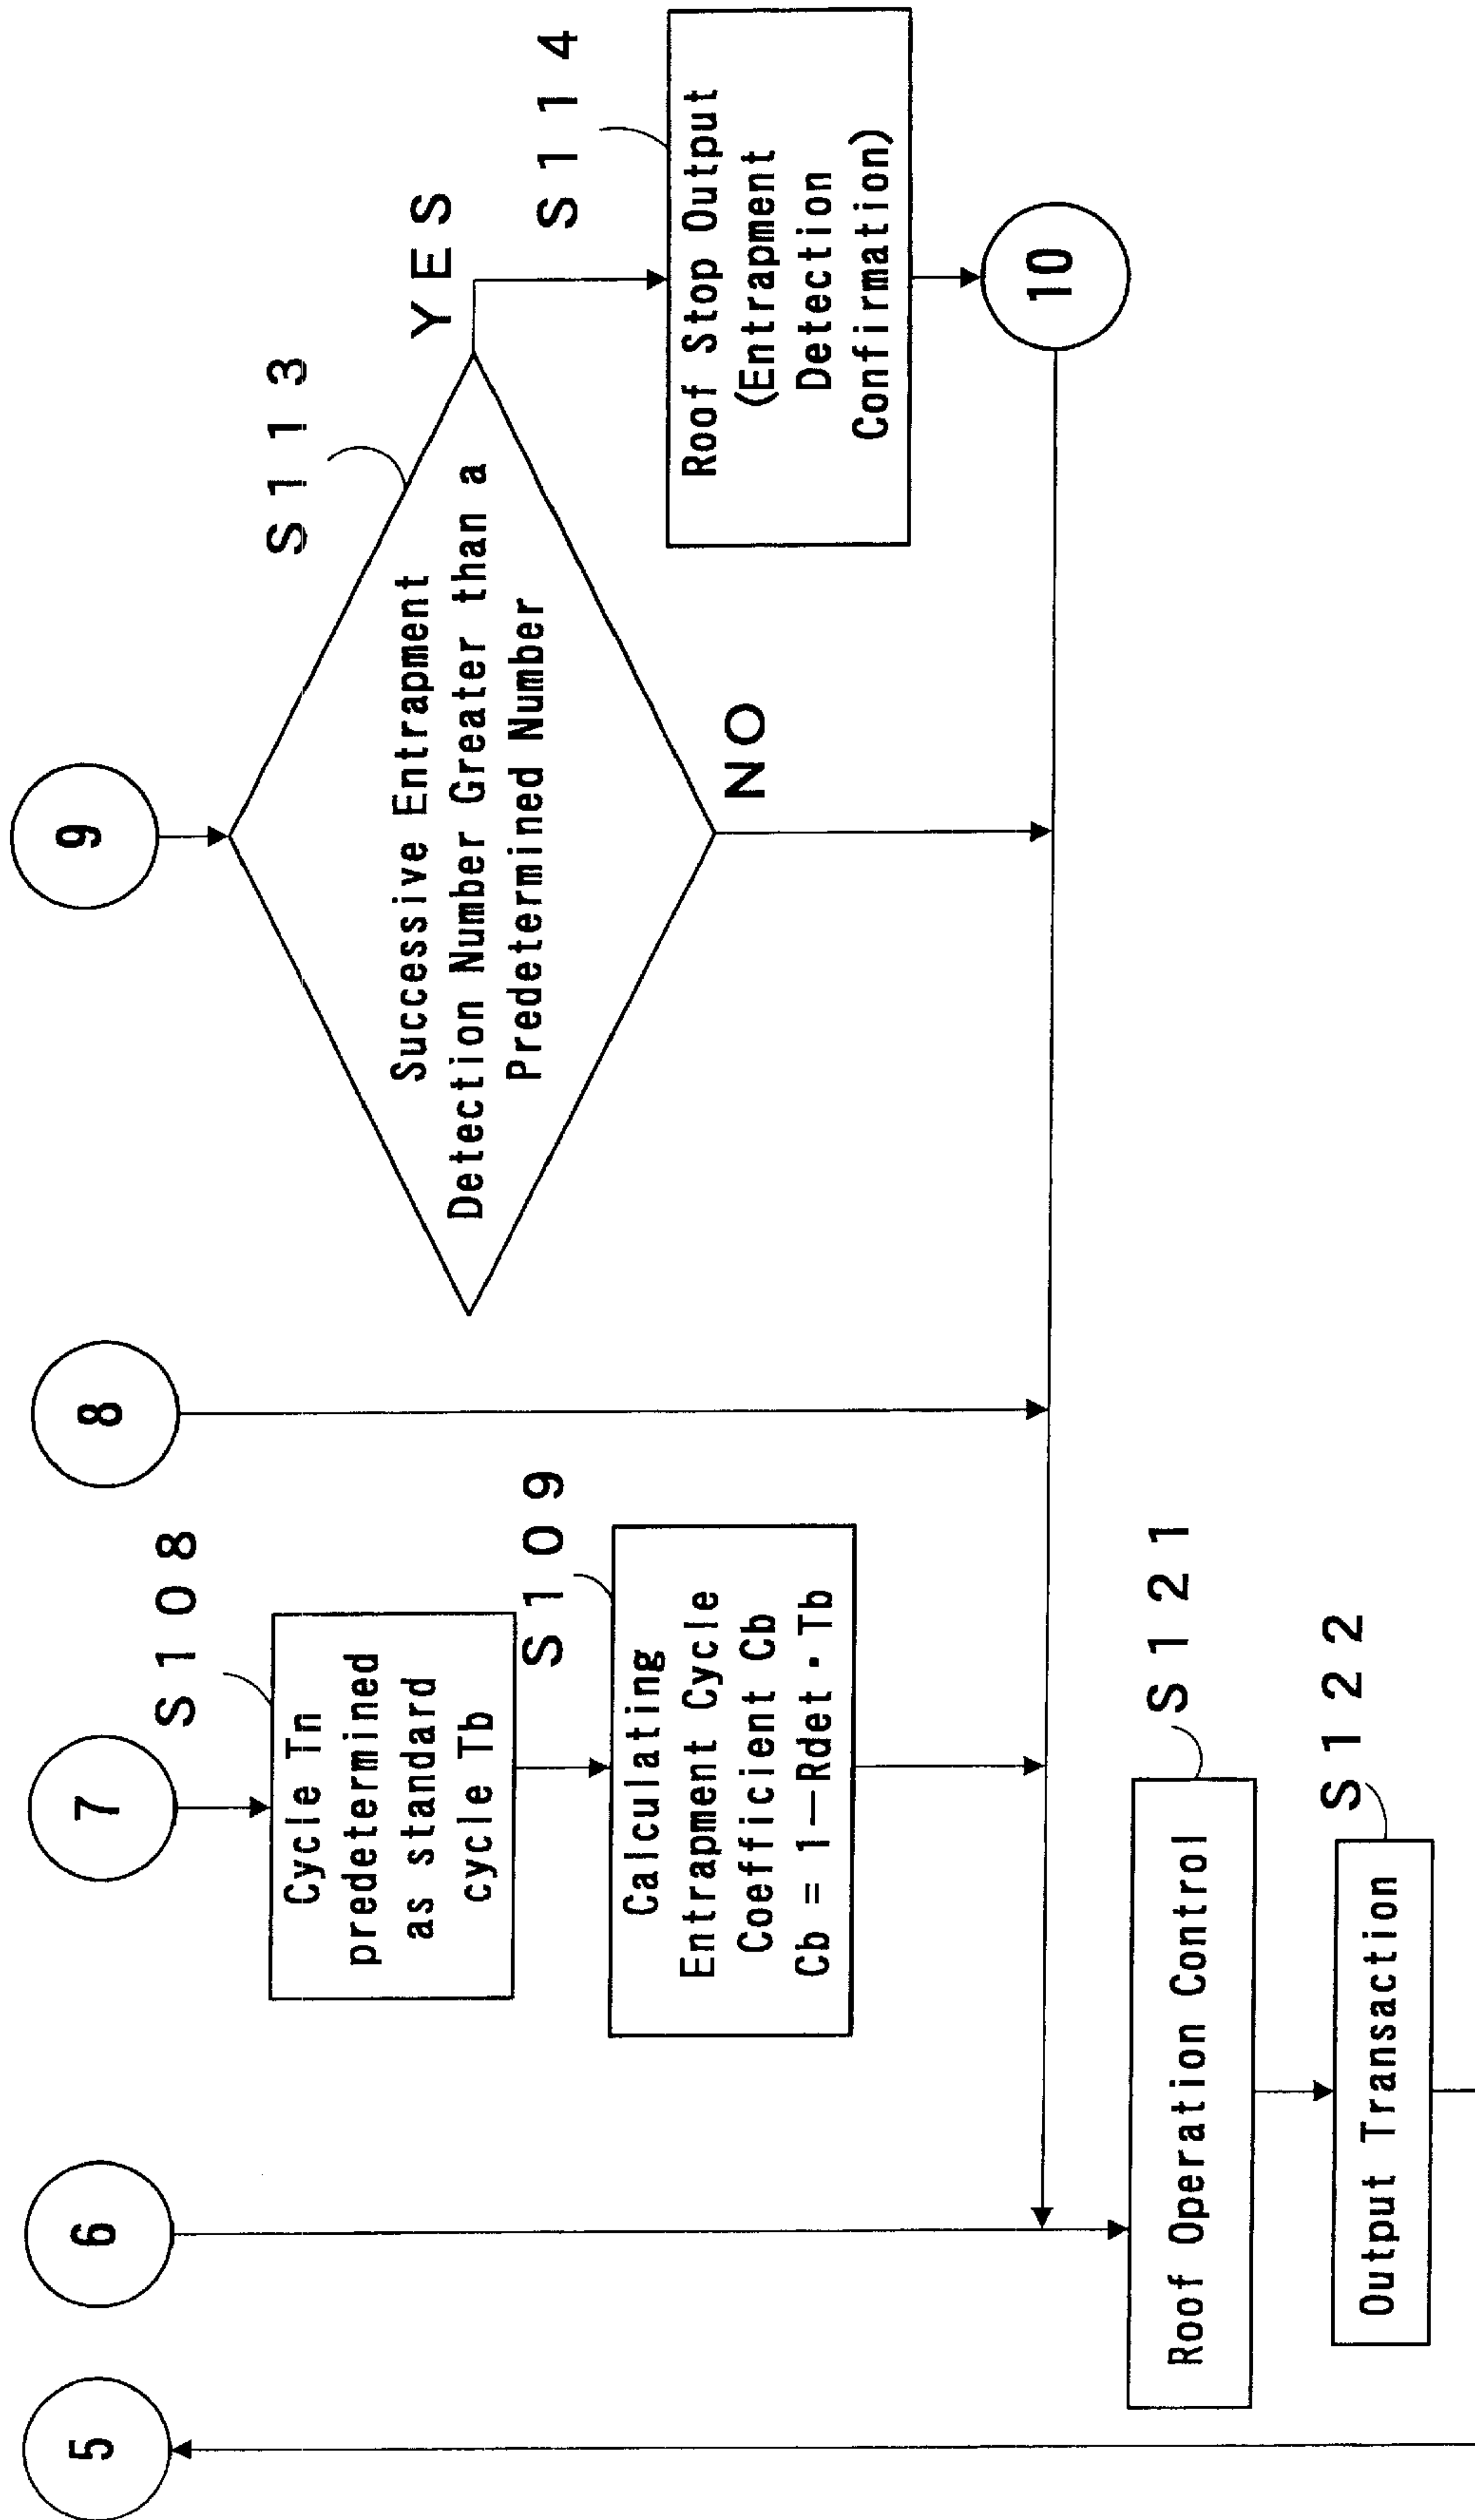 5
6
7
8
9
S108
Cycle Tn
predetermined
as standard
cycle Tb
S109
Calculating
Entrapment Cycle
Coefficient Cb
Cb = 1—Rdet・Tb
S113
Successive Entrapment
Detection Number Greater than a
Predetermined Number
YES
NO
S114
Roof Stop Output
(Entrapment
Detection
Confirmation)
10
S121
Roof Operation Control
S122
Output Transaction